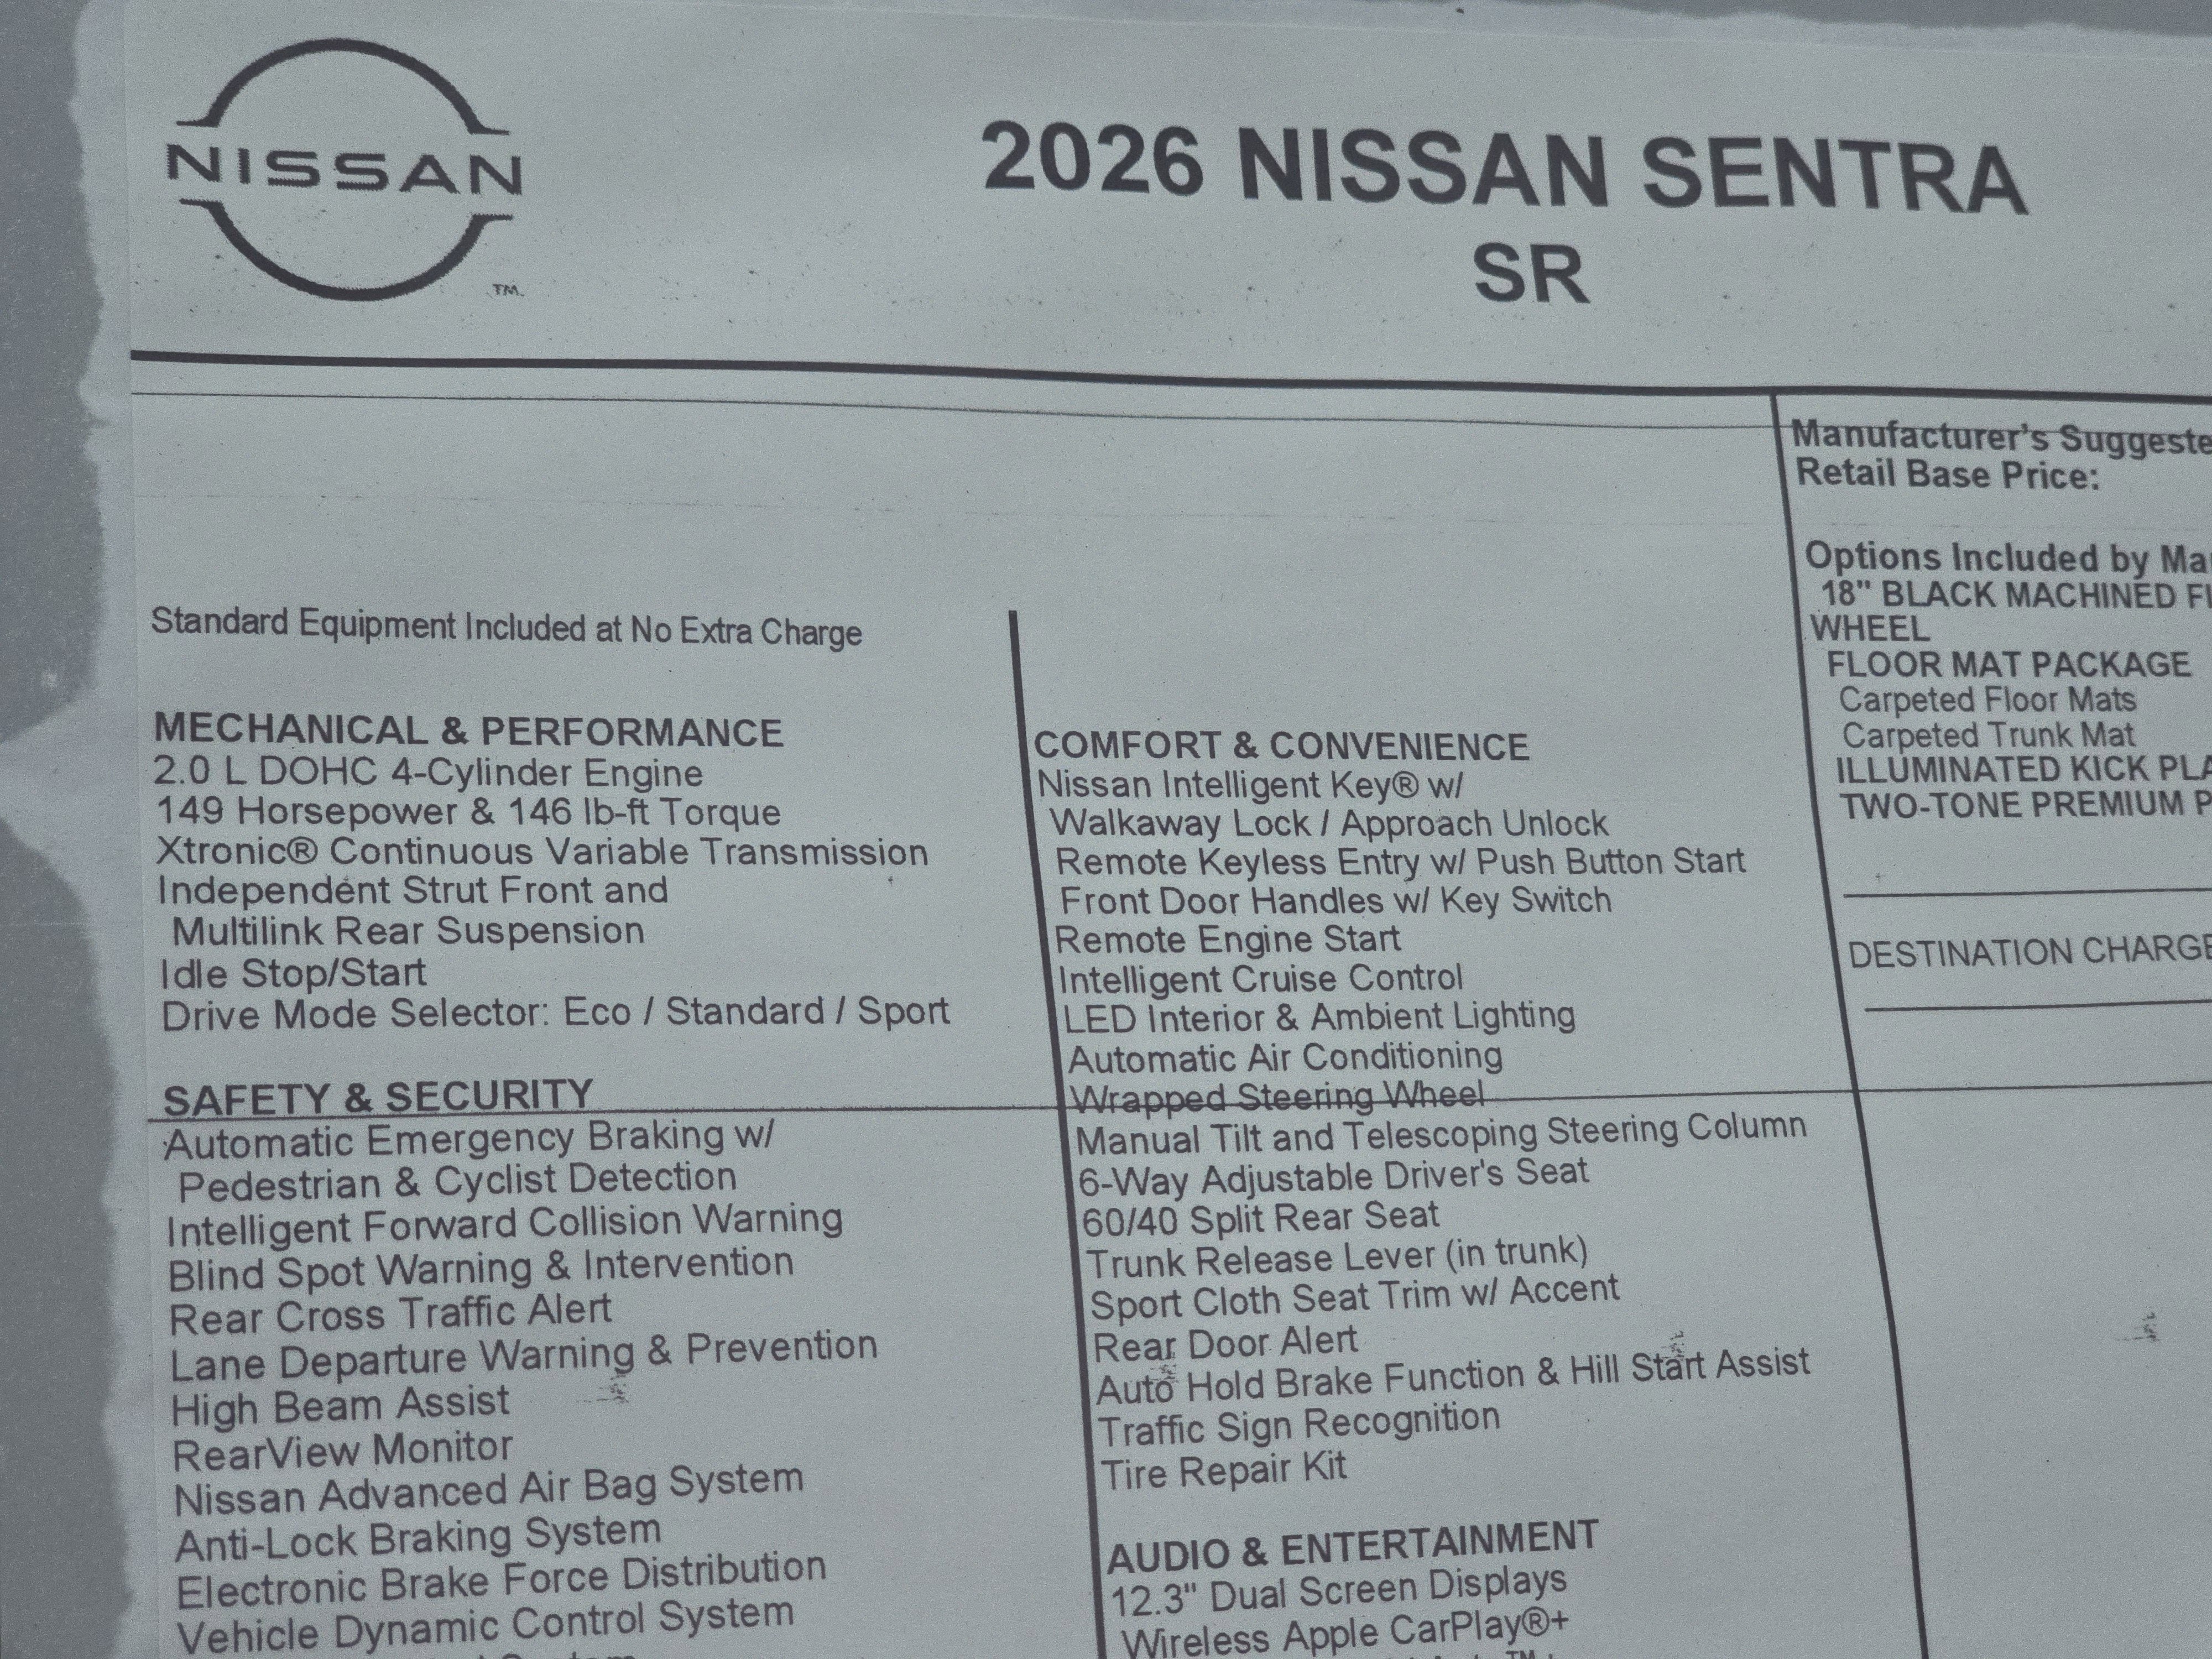 NISSAN
TM
2026 NISSAN SENTRA
SR
Standard Equipment Included at No Extra Charge
MECHANICAL & PERFORMANCE
2.0 L DOHC 4-Cylinder Engine
149 Horsepower & 146 lb-ft Torque
Xtronic® Continuous Variable Transmission
Independent Strut Front and
Multilink Rear Suspension
Idle Stop/Start
Drive Mode Selector: Eco / Standard / Sport
SAFETY & SECURITY
Automatic Emergency Braking w/
Pedestrian & Cyclist Detection
Intelligent Forward Collision Warning
Blind Spot Warning & Intervention
Rear Cross Traffic Alert
Lane Departure Warning & Prevention
High Beam Assist
RearView Monitor
Nissan Advanced Air Bag System
Anti-Lock Braking System
Electronic Brake Force Distribution
Vehicle Dynamic Control System
COMFORT & CONVENIENCE
Nissan Intelligent Key® w/
Walkaway Lock / Approach Unlock
Remote Keyless Entry w/ Push Button Start
Front Door Handles w/ Key Switch
Remote Engine Start
Intelligent Cruise Control
LED Interior & Ambient Lighting
Automatic Air Conditioning
Wrapped Steering Wheel
Manual Tilt and Telescoping Steering Column
6-Way Adjustable Driver's Seat
60/40 Split Rear Seat
Trunk Release Lever (in trunk)
Sport Cloth Seat Trim w/ Accent
Rear Door Alert
Auto Hold Brake Function & Hill Start Assist
Traffic Sign Recognition
Tire Repair Kit
AUDIO & ENTERTAINMENT
12.3" Dual Screen Displays
Wireless Apple CarPlay®+
Manufacturer's Suggeste
Retail Base Price:
Options Included by Ma
18" BLACK MACHINED FI
WHEEL
FLOOR MAT PACKAGE
Carpeted Floor Mats
Carpeted Trunk Mat
ILLUMINATED KICK PLA
TWO-TONE PREMIUM P
DESTINATION CHARGE